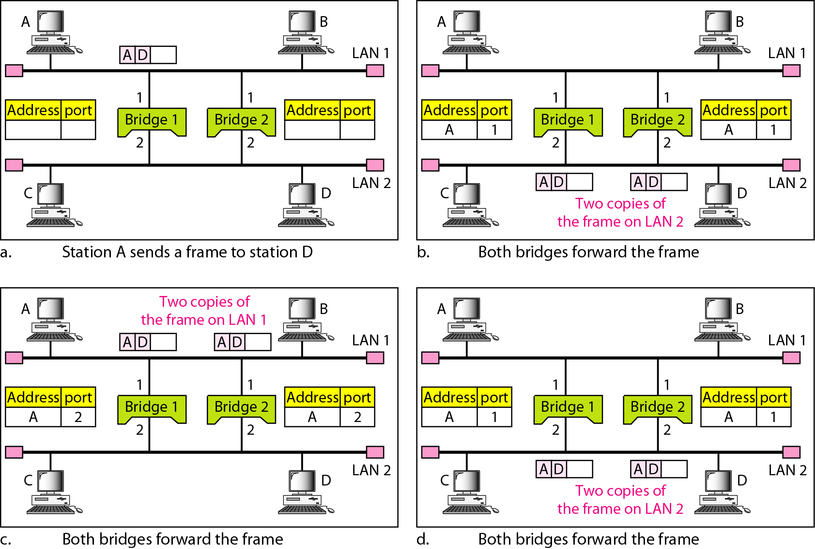 A
B
A D
LAN 1
1
1
Address port
Bridge 1
Bridge 2
Address port
2
2
LAN 2
C
D
a. Station A sends a frame to station D
A
B
LAN 1
1
1
Address port
A 1
Bridge 1
Bridge 2
Address port
A 1
2
2
LAN 2
A D
A D
C
D
Two copies of
the frame on LAN 2
b. Both bridges forward the frame
Two copies of
the frame on LAN 1
A
B
A D
A D
LAN 1
1
1
Address port
A 2
Bridge 1
Bridge 2
Address port
A 2
2
2
LAN 2
C
D
c. Both bridges forward the frame
A
B
LAN 1
1
1
Address port
A 1
Bridge 1
Bridge 2
Address port
A 1
2
2
LAN 2
A D
A D
C
D
Two copies of
the frame on LAN 2
d. Both bridges forward the frame